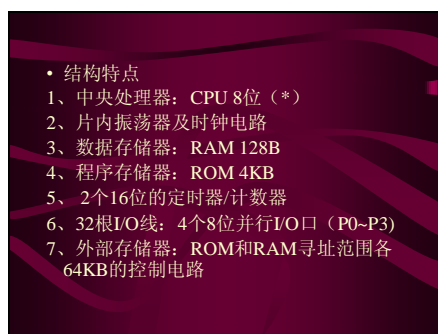 • 结构特点
1、中央处理器：CPU 8位（*）
2、片内振荡器及时钟电路
3、数据存储器：RAM 128B
4、程序存储器：ROM 4KB
5、 2个16位的定时器/计数器
6、32根I/O线：4个8位并行I/O口（P0~P3)
7、外部存储器：ROM和RAM寻址范围各
64KB的控制电路